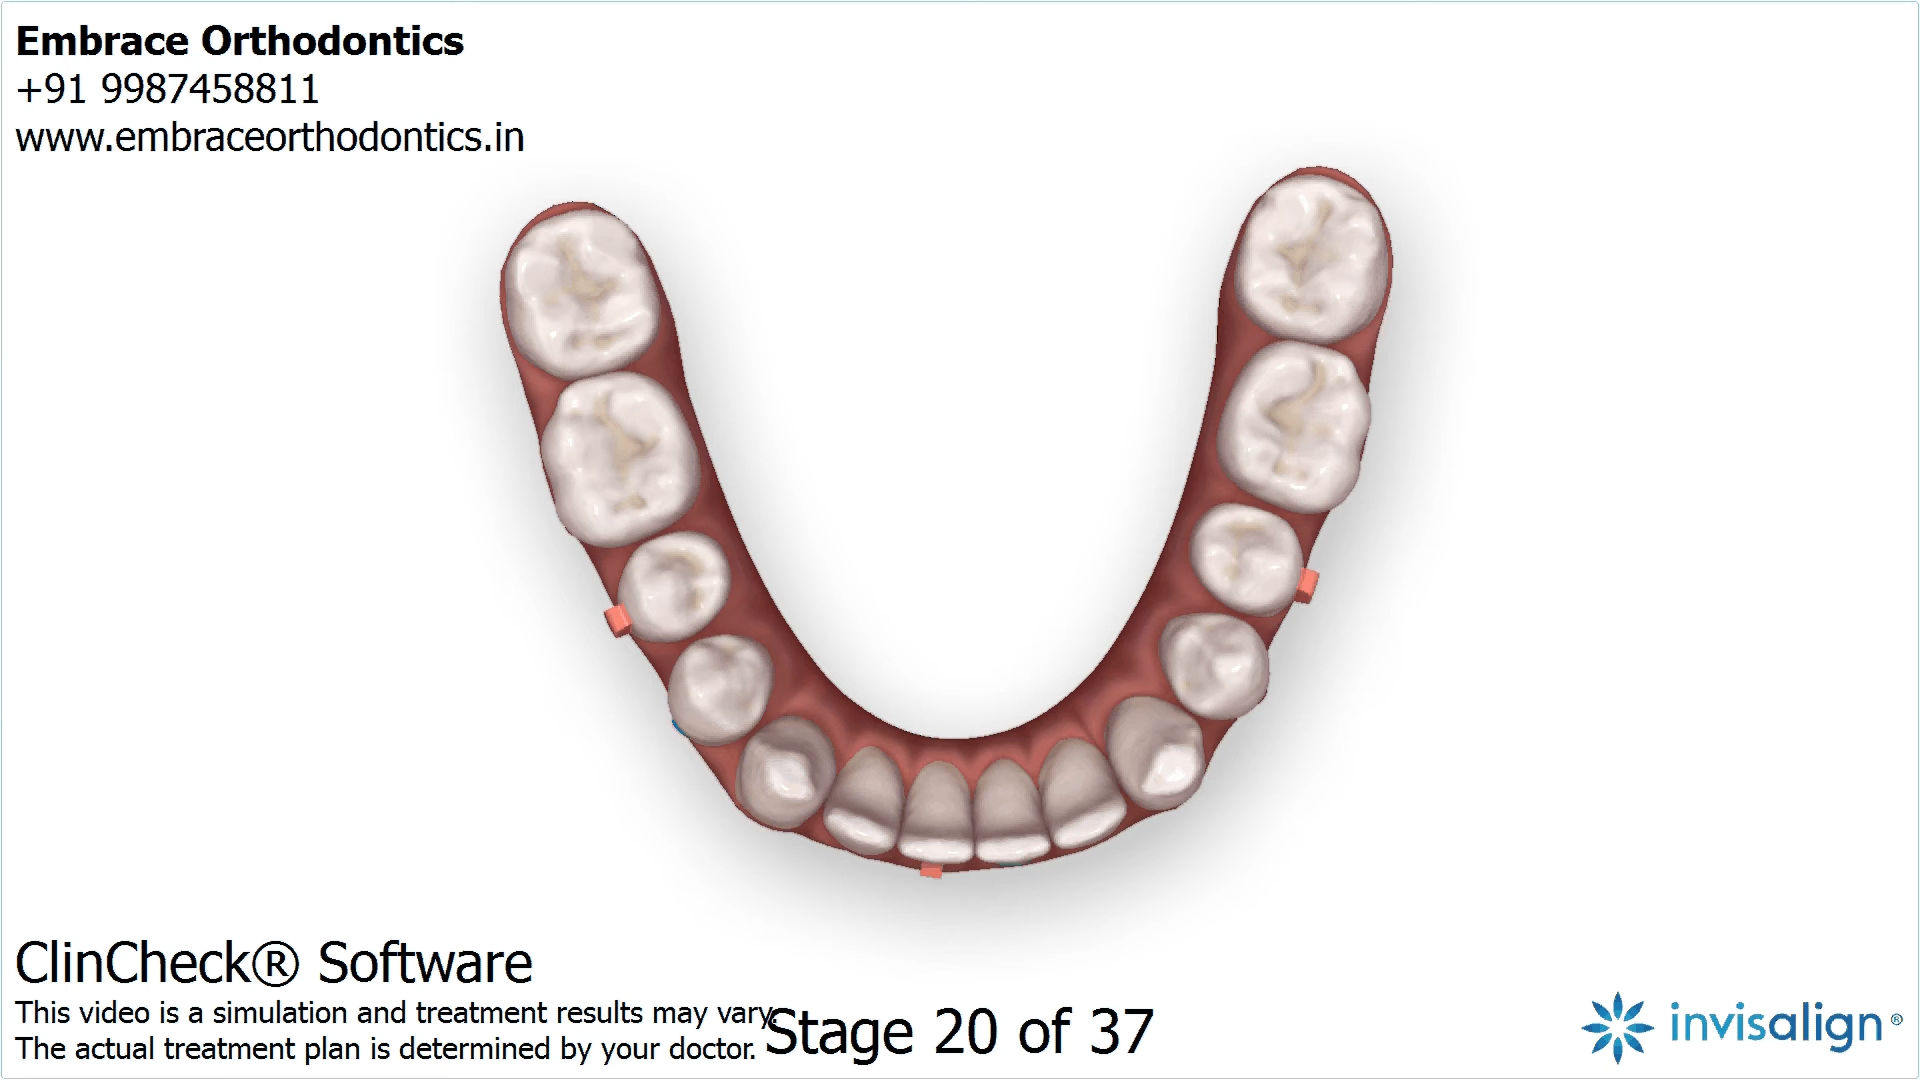 Embrace Orthodontics
+91 9987458811
www.embraceorthodontics.in
ClinCheck® Software
This video is a simulation and treatment results may vary.
The actual treatment plan is determined by your doctor.
Stage 20 of 37
invisalign®